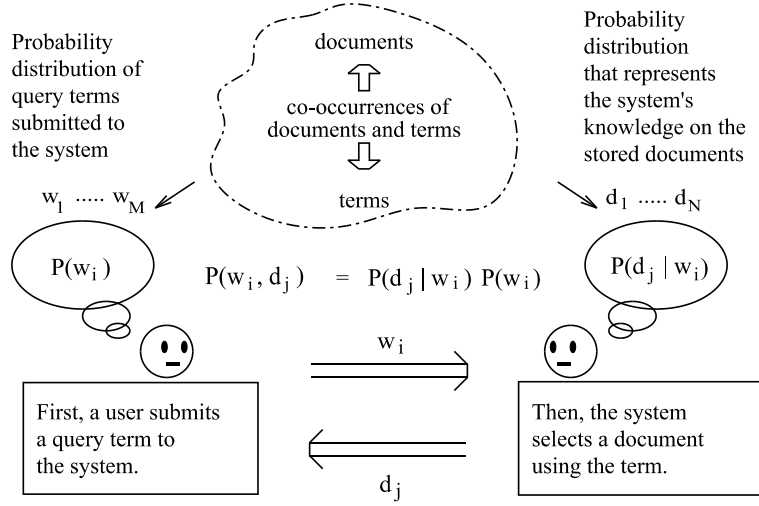 Probability
distribution of
query terms
submitted to
the system
documents
co-occurrences of
documents and terms
terms
Probability
distribution
that represents
the system's
knowledge on the
stored documents
w1 ..... wM
d1 ..... dN
P(wi)
P(wi, dj) = P(dj | wi) P(wi)
P(dj | wi)
wi
First, a user submits
a query term to
the system.
Then, the system
selects a document
using the term.
dj